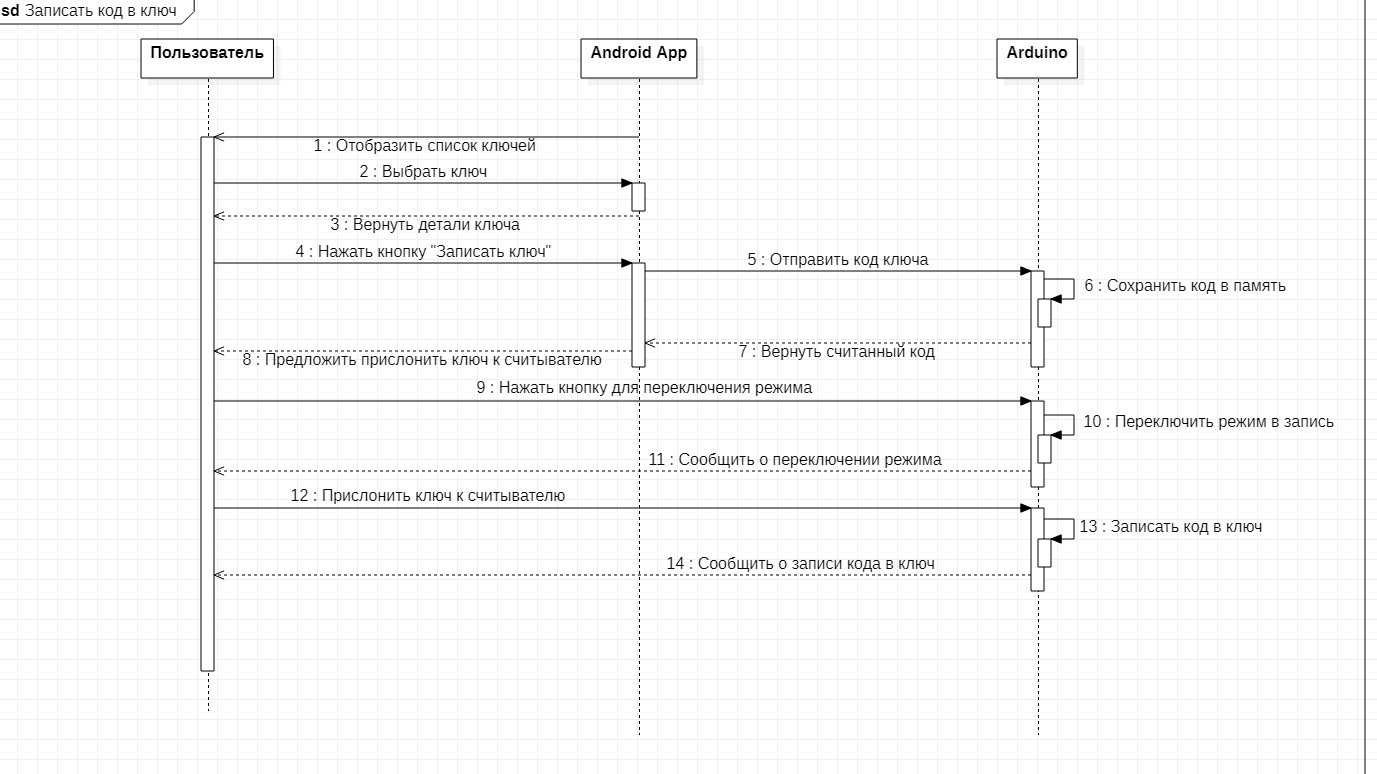 sd Записать код в ключ
Пользователь
Android App
Arduino
1 : Отобразить список ключей
2 : Выбрать ключ
3 : Вернуть детали ключа
4 : Нажать кнопку "Записать ключ"
5 : Отправить код ключа
6 : Сохранить код в память
7 : Вернуть считанный код
8 : Предложить прислонить ключ к считывателю
9 : Нажать кнопку для переключения режима
10 : Переключить режим в запись
11 : Сообщить о переключении режима
12 : Прислонить ключ к считывателю
13 : Записать код в ключ
14 : Сообщить о записи кода в ключ